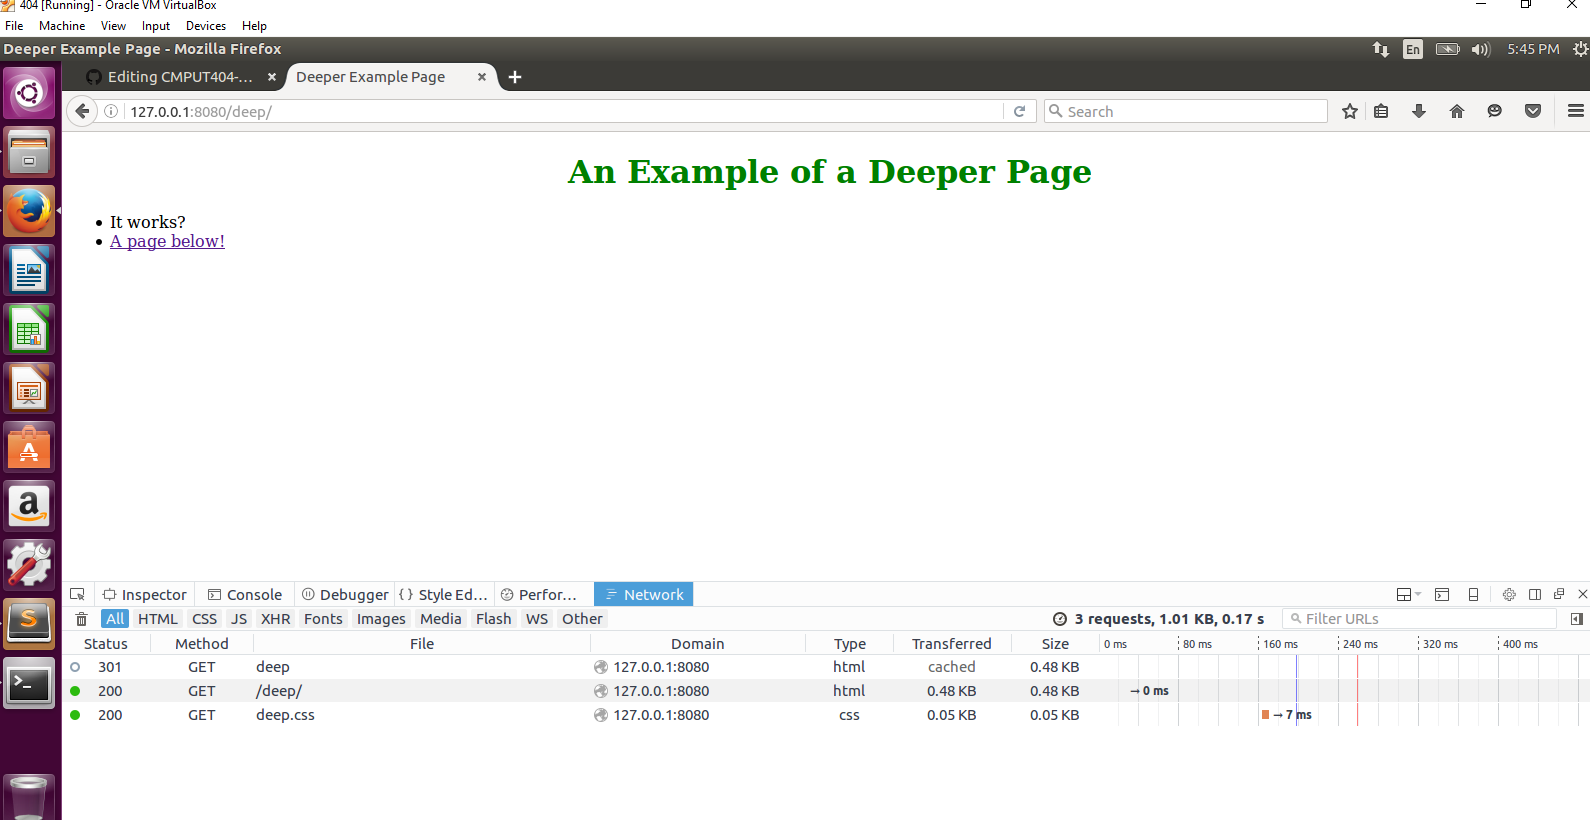 404 [Running] - Oracle VM VirtualBox
File Machine View Input Devices Help
Deeper Example Page - Mozilla Firefox
En
5:45 PM
Editing CMPUT404-... × Deeper Example Page ×
127.0.0.1:8080/deep/
Search
An Example of a Deeper Page
It works?
A page below!
Inspector Console Debugger Style Ed... Perfor... Network
All HTML CSS JS XHR Fonts Images Media Flash WS Other 3 requests, 1.01 KB, 0.17 s Filter URLs
Status Method File Domain Type Transferred Size 0 ms 80 ms 160 ms 240 ms 320 ms 400 ms
301 GET deep 127.0.0.1:8080 html cached 0.48 KB
200 GET /deep/ 127.0.0.1:8080 html 0.48 KB 0.48 KB → 0 ms
200 GET deep.css 127.0.0.1:8080 css 0.05 KB 0.05 KB → 7 ms